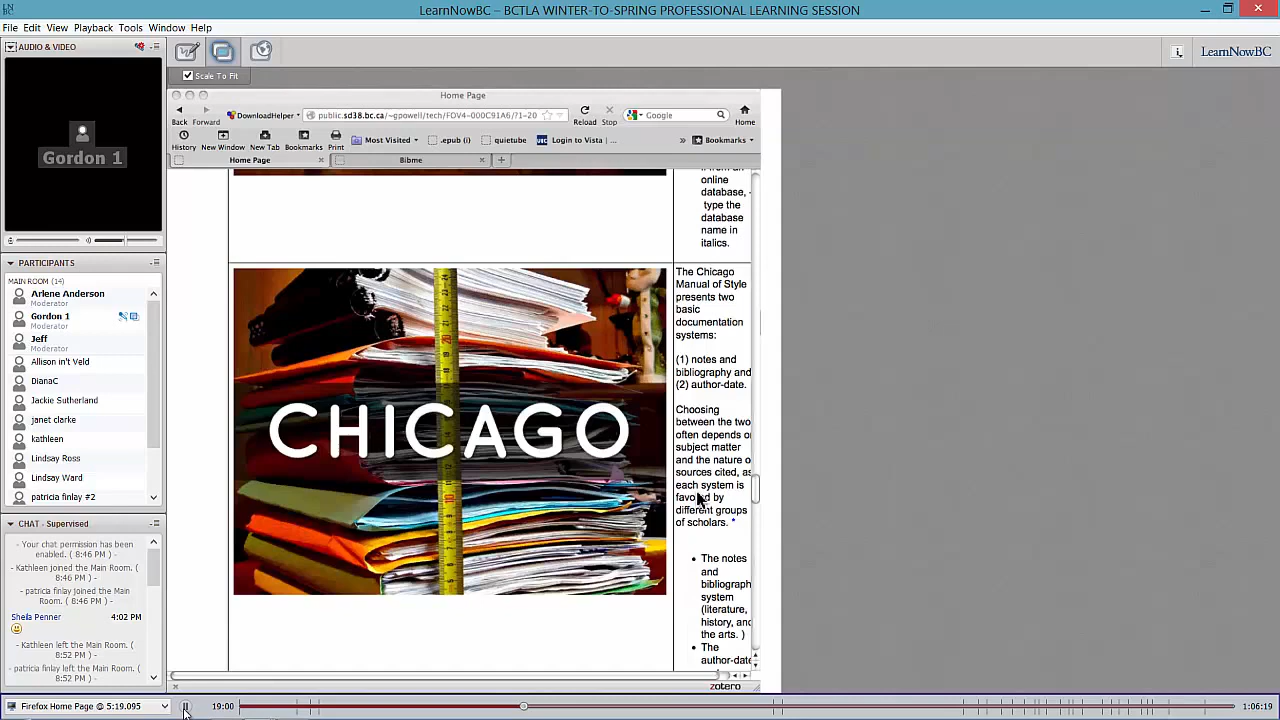 LearnNowBC – BCTLA WINTER-TO-SPRING PROFESSIONAL LEARNING SESSION
File Edit View Playback Tools Window Help
AUDIO & VIDEO
LearnNowBC
Scale To Fit
Gordon 1
Home Page
Back Forward
DownloadHelper
public.sd38.bc.ca/~gpowell/tech/FOV4-000C91A6/?1=20
Reload Stop
Google
Home
History New Window New Tab Bookmarks Print
Most Visited
.epub (i)
quietube
UBC Login to Vista | ...
» Bookmarks
Home Page
Bibme
online
database, -
type the
database
name in
italics.
The Chicago
Manual of Style
presents two
basic
documentation
systems:
(1) notes and
bibliography and
(2) author-date.
Choosing
between the two
often depends o
subject matter
and the nature o
sources cited, as
each system is
favored by
different groups
of scholars. *
• The notes
and
bibliograph
system
(literature,
history, and
the arts. )
• The
author-date
CHICAGO
zotero
PARTICIPANTS
MAIN ROOM (14)
Arlene Anderson
Moderator
Gordon 1
Moderator
Jeff
Moderator
Allison in't Veld
DianaC
Jackie Sutherland
janet clarke
kathleen
Lindsay Ross
Lindsay Ward
patricia finlay #2
CHAT - Supervised
- Your chat permission has been
enabled. ( 8:46 PM ) -
- Kathleen joined the Main Room. (
8:46 PM ) -
- patricia finlay joined the Main
Room. ( 8:46 PM ) -
Sheila Penner 4:02 PM
- Kathleen left the Main Room. (
8:52 PM ) -
- patricia finlay left the Main Room. (
8:52 PM ) -
Firefox Home Page @ 5:19.095
19:00
1:06:19